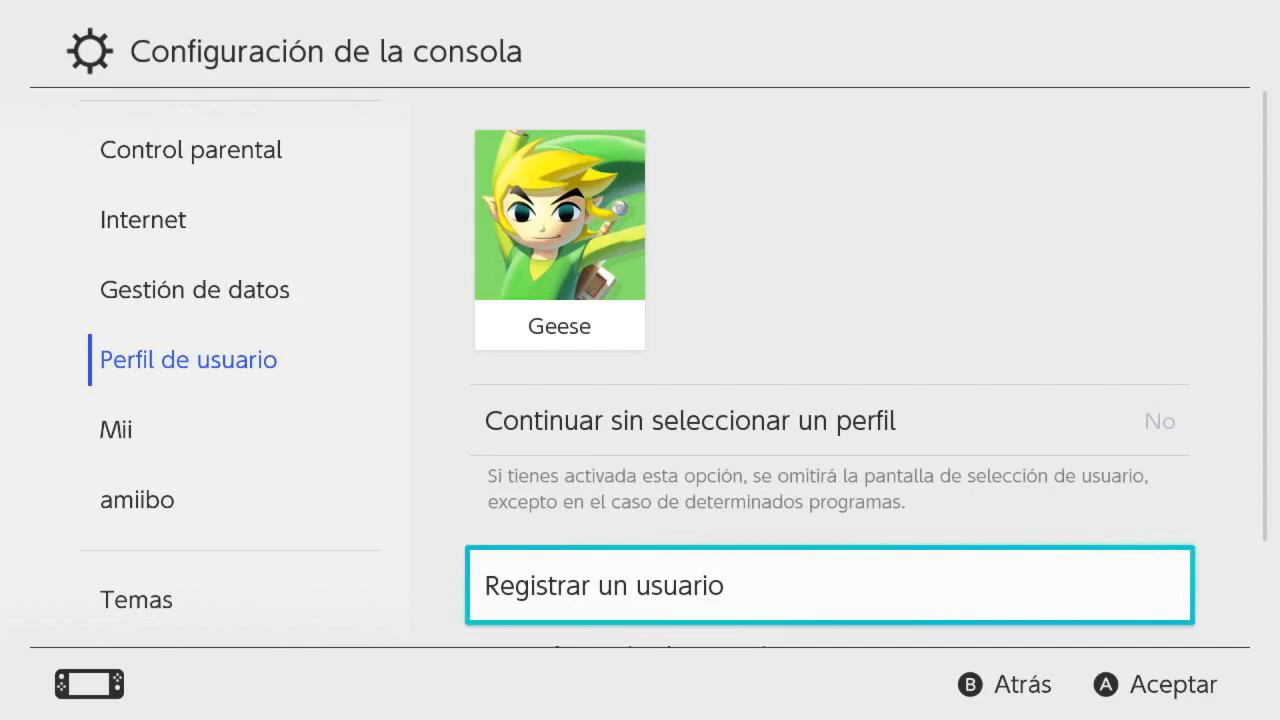 Configuración de la consola
Control parental
Internet
Gestión de datos
Perfil de usuario
Mii
amiibo
Temas
Geese
Continuar sin seleccionar un perfil
No
Si tienes activada esta opción, se omitirá la pantalla de selección de usuario,
excepto en el caso de determinados programas.
Registrar un usuario
B Atrás
A Aceptar